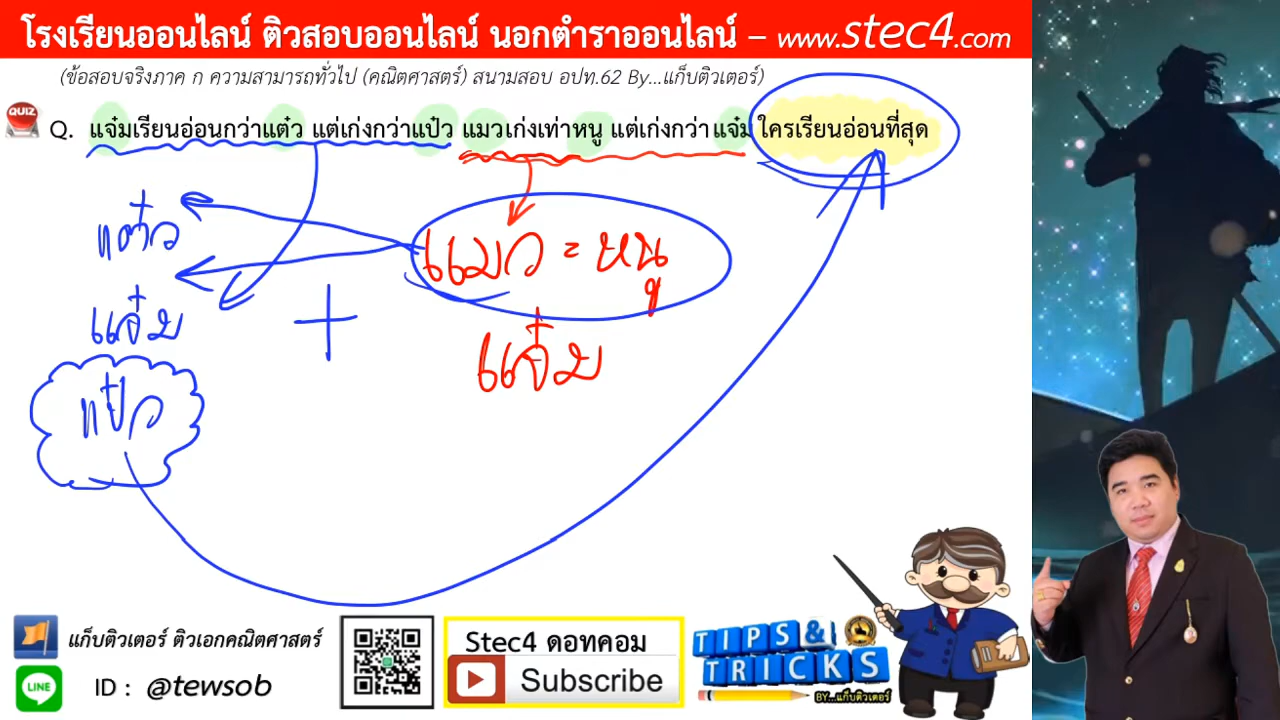 โรงเรียนออนไลน์ ติวสอบออนไลน์ นอกตำราออนไลน์ – www.stec4.com
(ข้อสอบจริงภาค ก ความสามารถทั่วไป (คณิตศาสตร์) สนามสอบ อปท.62 By...แก็บติวเตอร์)
QUIZ
Q. แจ๋มเรียนอ่อนกว่าแต๋ว แต่เก่งกว่าแป๋ว แมวเก่งเท่าหนู แต่เก่งกว่าแจ๋ม ใครเรียนอ่อนที่สุด
แต๋ว
แมว = หนู
แจ๋ม
+
แจ๋ม
แป๋ว
แก็บติวเตอร์ ติวเอกคณิตศาสตร์
LINE
ID : @tewsob
Stec4 ดอทคอม
Subscribe
TIPS &
TRICKS
BY...แก็บติวเตอร์